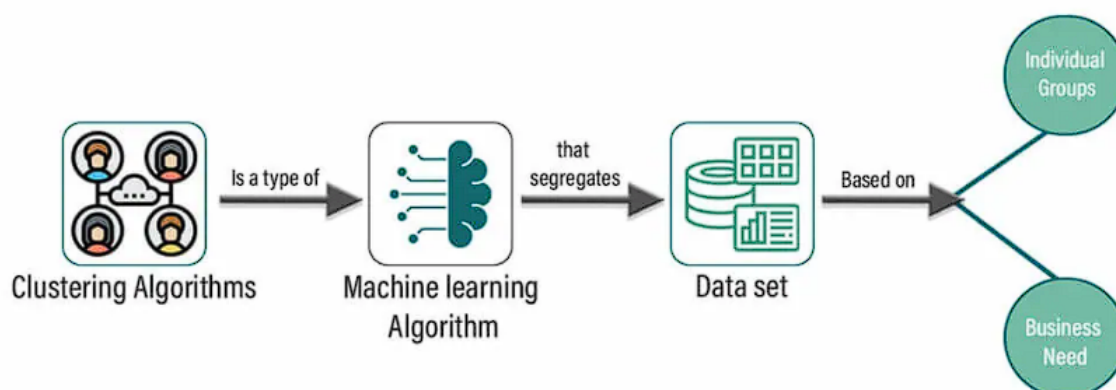 Clustering Algorithms
Is a type of
Machine learning
Algorithm
that
segregates
Data set
Based on
Individual
Groups
Business
Need